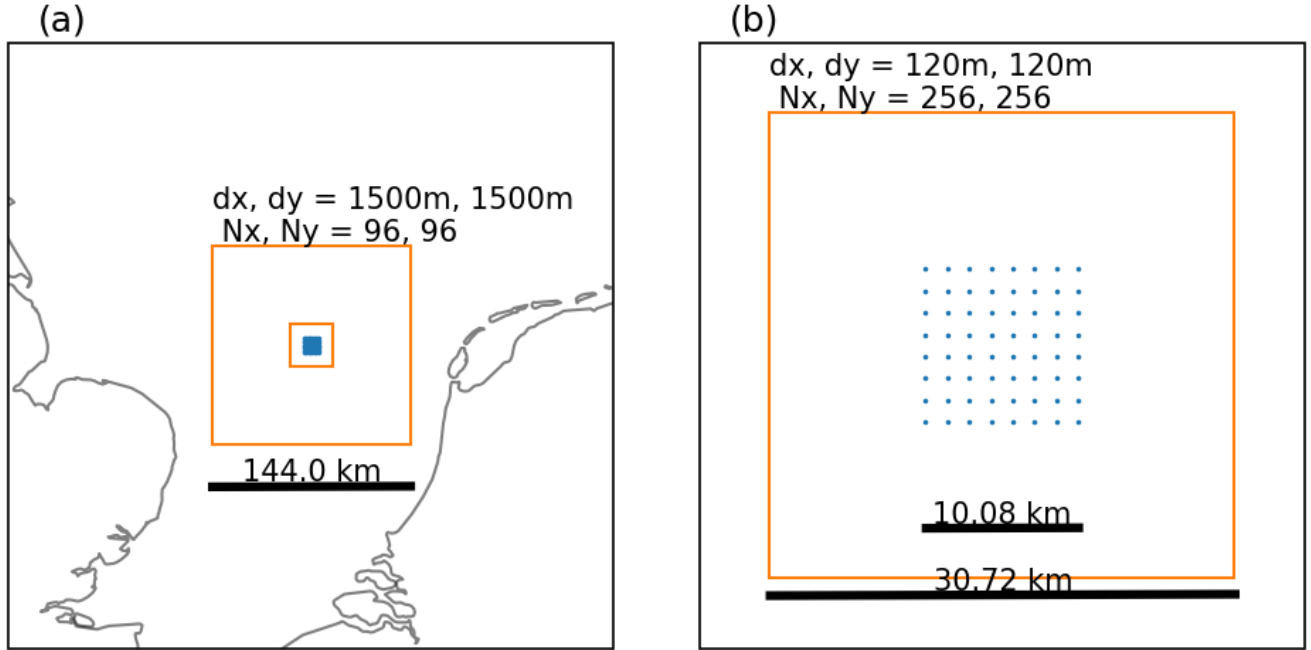 (a)
dx, dy = 1500m, 1500m
Nx, Ny = 96, 96
144.0 km
(b)
dx, dy = 120m, 120m
Nx, Ny = 256, 256
10.08 km
30.72 km